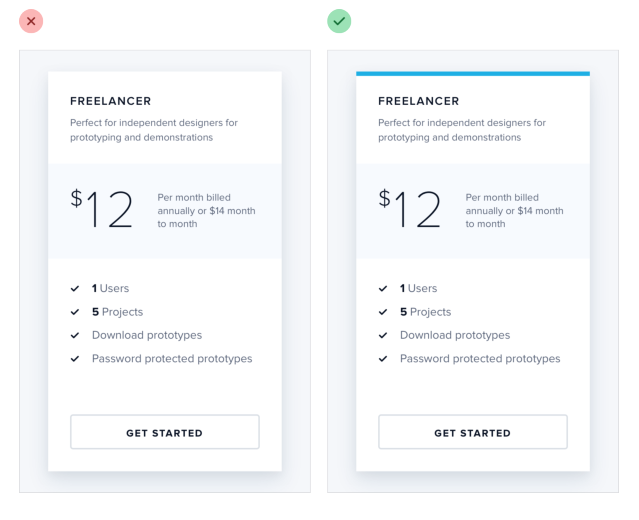 FREELANCER
Perfect for independent designers for
prototyping and demonstrations
$12
Per month billed
annually or $14 month
to month
1 Users
5 Projects
Download prototypes
Password protected prototypes
GET STARTED
FREELANCER
Perfect for independent designers for
prototyping and demonstrations
$12
Per month billed
annually or $14 month
to month
1 Users
5 Projects
Download prototypes
Password protected prototypes
GET STARTED